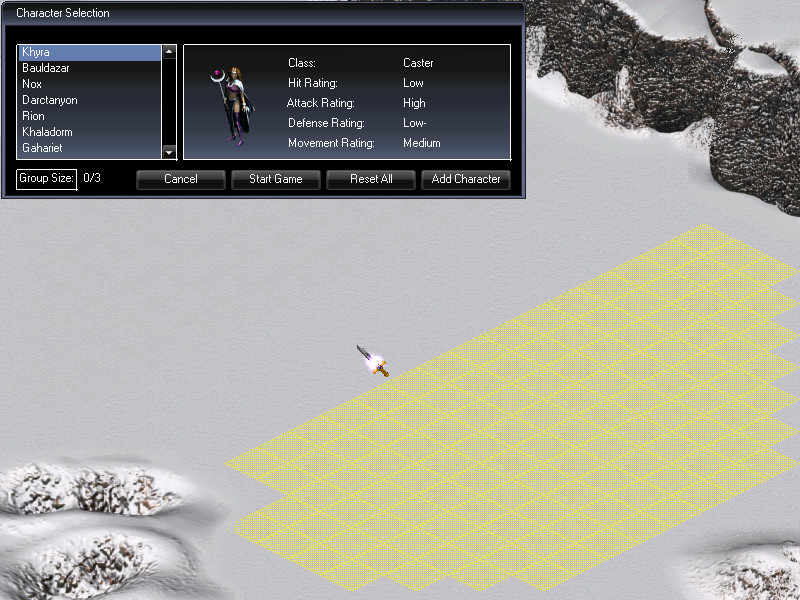 Character Selection
Khyra
Bauldazar
Nox
Darctanyon
Rion
Khaladorm
Gahariet
Class: Caster
Hit Rating: Low
Attack Rating: High
Defense Rating: Low-
Movement Rating: Medium
Group Size: 0/3
Cancel
Start Game
Reset All
Add Character